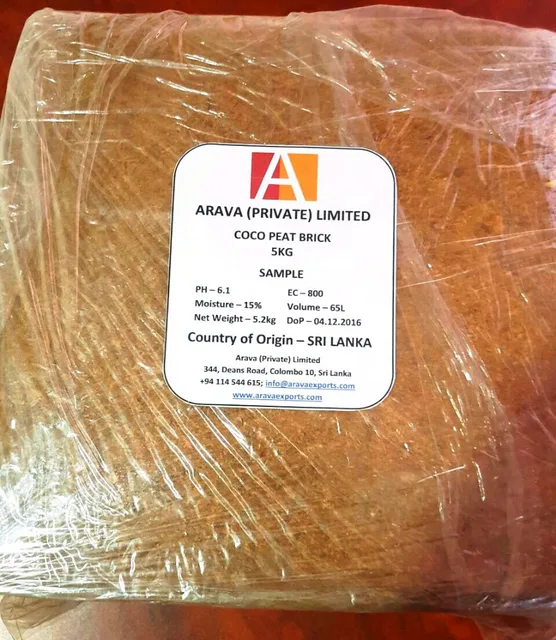 A
ARAVA (PRIVATE) LIMITED
COCO PEAT BRICK
5KG
SAMPLE
PH – 6.1 EC – 800
Moisture – 15% Volume – 65L
Net Weight – 5.2kg DoP – 04.12.2016
Country of Origin – SRI LANKA
Arava (Private) Limited
344, Deans Road, Colombo 10, Sri Lanka
+94 114 544 615; info@aravaexports.com
www.aravaexports.com